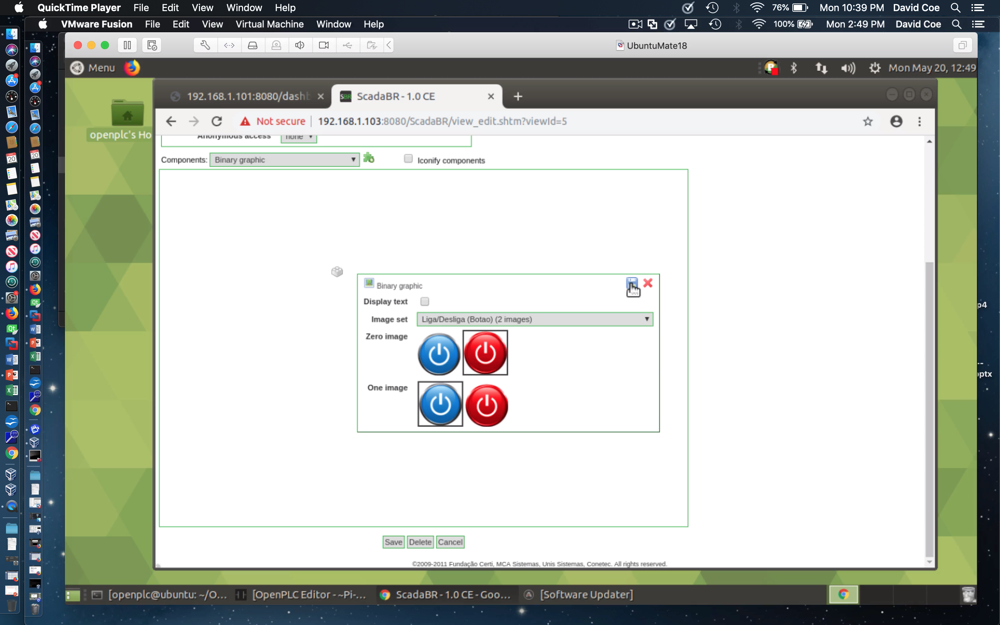 QuickTime Player File Edit View Window Help 76% Mon 10:39 PM David Coe
VMware Fusion File Edit View Virtual Machine Window Help 100% Mon 2:49 PM David Coe
UbuntuMate18
Menu Mon May 20, 12:49
192.168.1.101:8080/dashb SBR ScadaBR - 1.0 CE
Not secure 192.168.1.103:8080/ScadaBR/view_edit.shtm?viewId=5
openplc's Ho
Anonymous access none
Components: Binary graphic Iconify components
Binary graphic
Display text
Image set Liga/Desliga (Botao) (2 images)
Zero image
One image
p4
ptx
Save Delete Cancel
©2009-2011 Fundação Certi, MCA Sistemas, Unis Sistemas, Conetec. All rights reserved.
[openplc@ubuntu: ~/O... [OpenPLC Editor - ~Pi-... ScadaBR - 1.0 CE - Goo... [Software Updater]